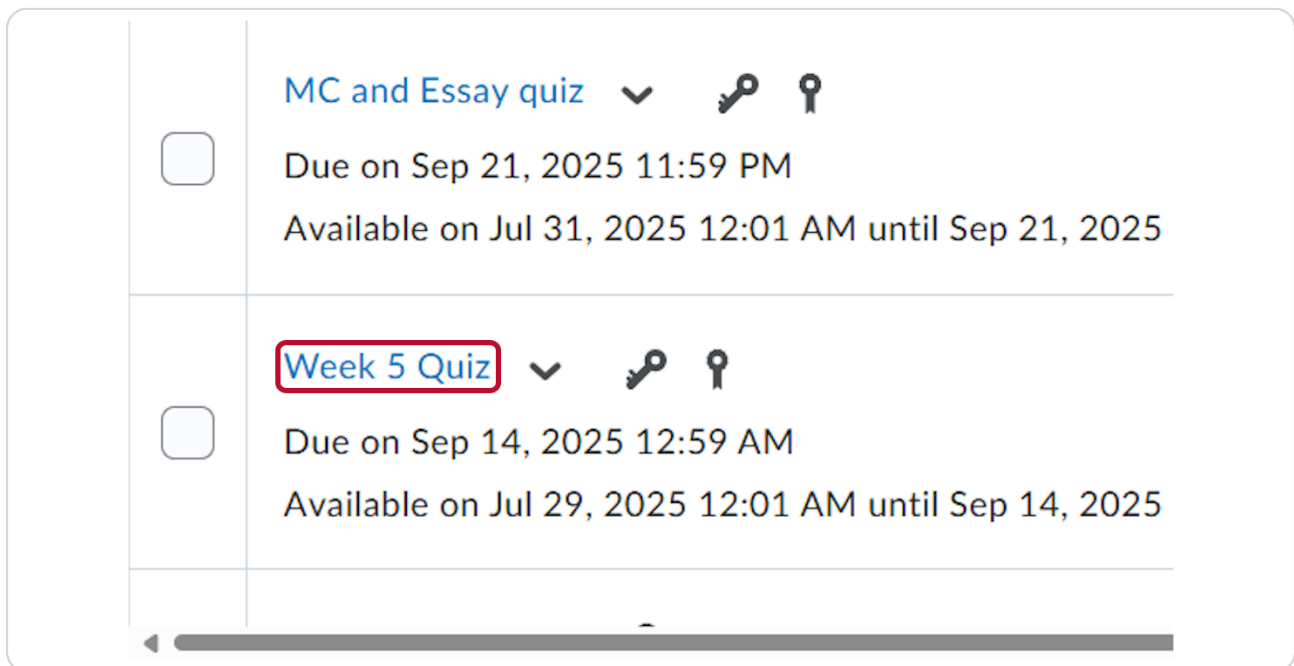 MC and Essay quiz
Due on Sep 21, 2025 11:59 PM
Available on Jul 31, 2025 12:01 AM until Sep 21, 2025
Week 5 Quiz
Due on Sep 14, 2025 12:59 AM
Available on Jul 29, 2025 12:01 AM until Sep 14, 2025